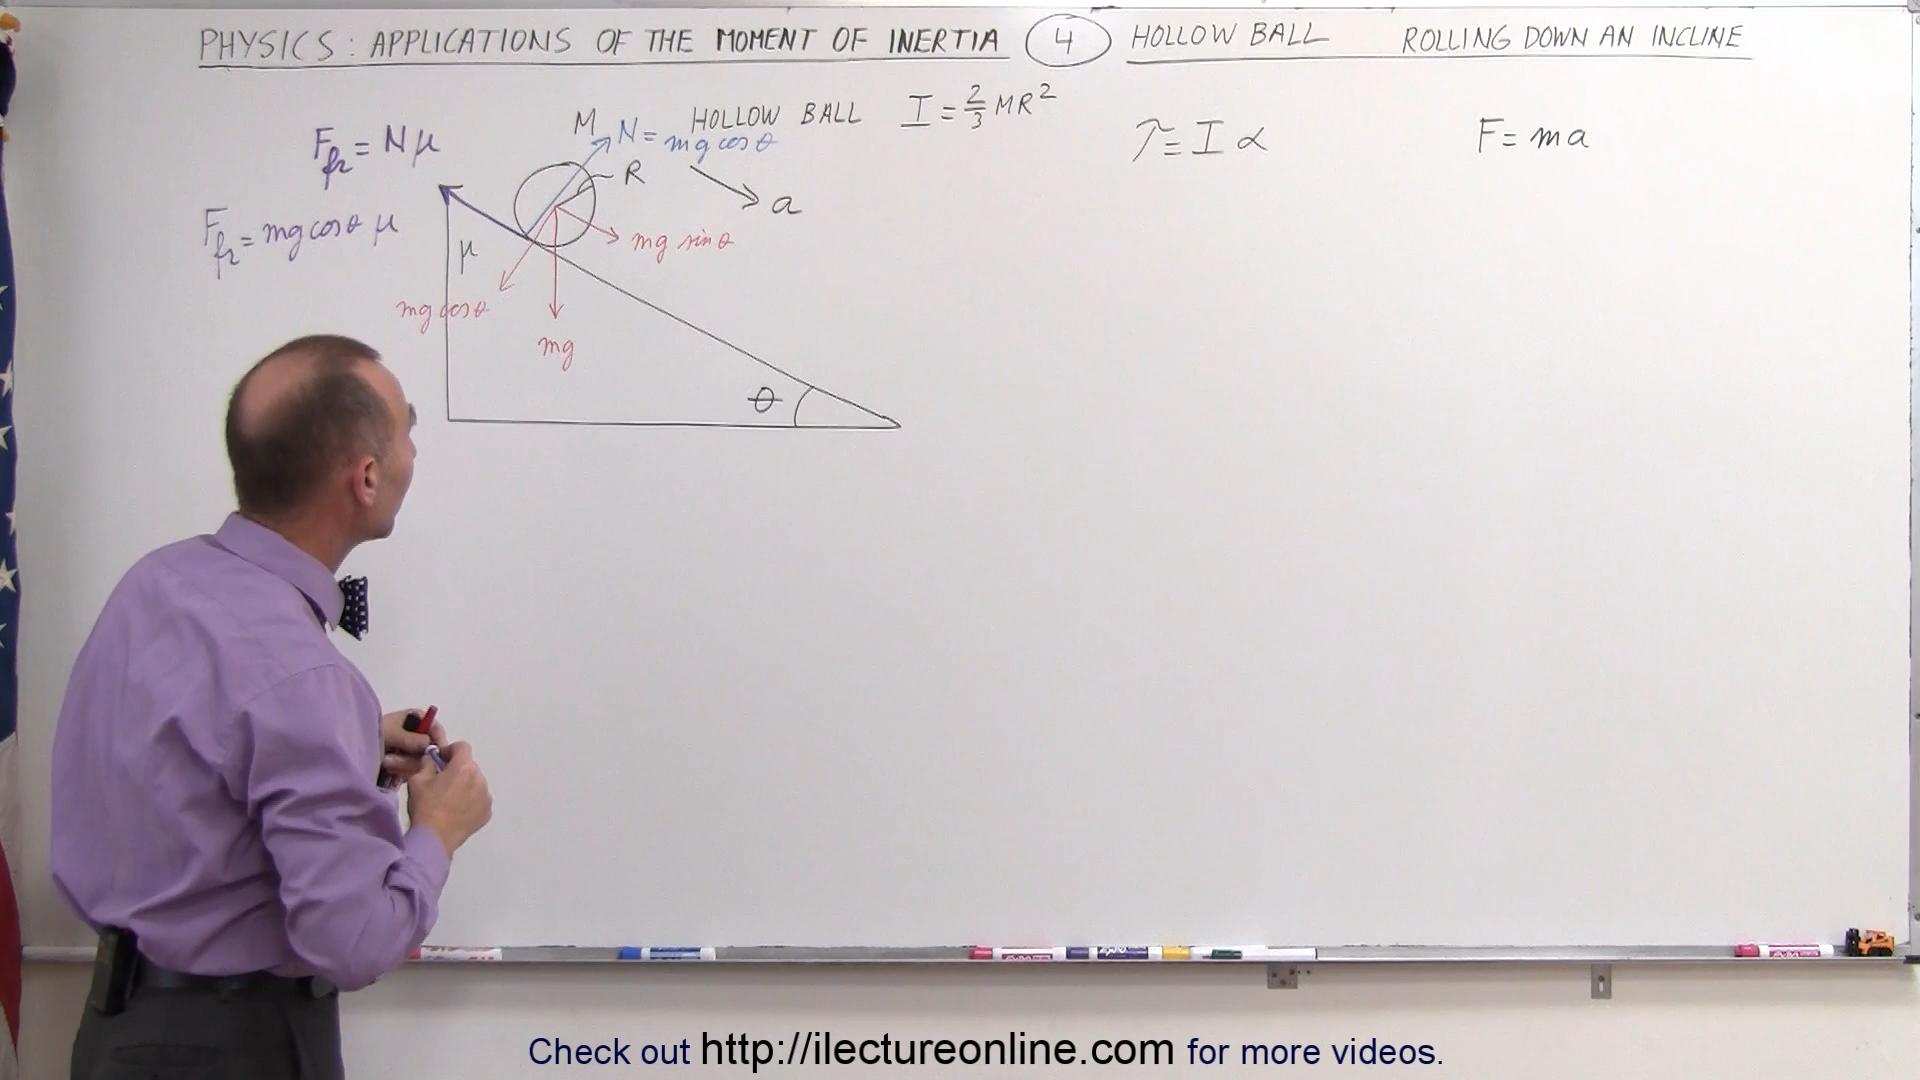 PHYSICS: APPLICATIONS OF THE MOMENT OF INERTIA 4 HOLLOW BALL ROLLING DOWN AN INCLINE
M HOLLOW BALL I = 2/3 MR²
F_fr = Nμ
N = mg cos θ
R
a
τ = I α
F = ma
F_fr = mg cos θ μ
μ
mg sin θ
mg cos θ
mg
θ
Check out http://ilectureonline.com for more videos.